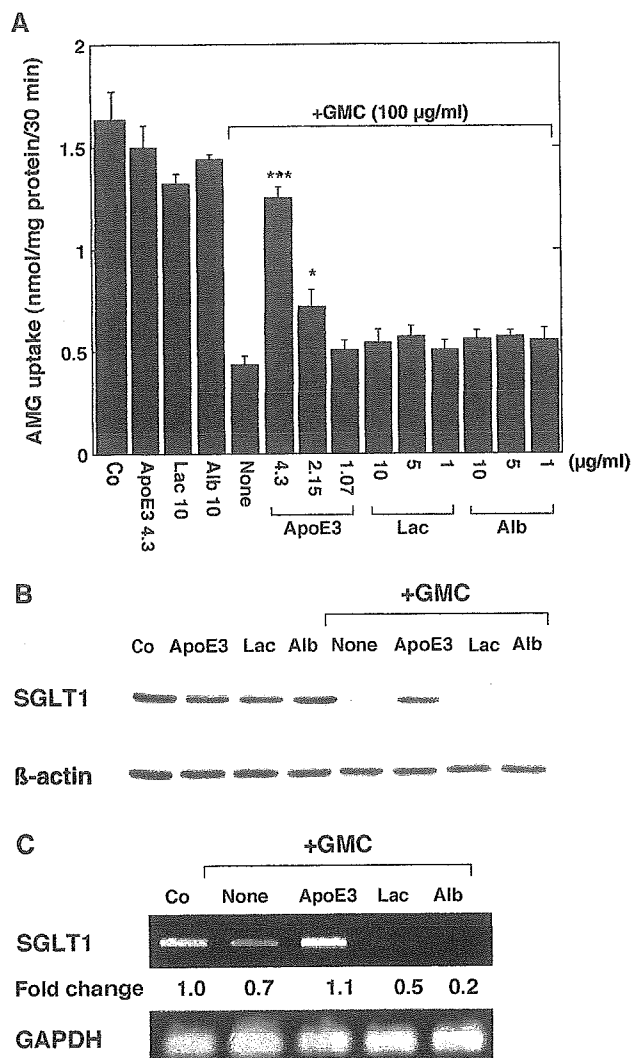 A
AMG uptake (nmol/mg protein/30 min)
2
1.5
1
0.5
0
+GMC (100 µg/ml)
***
*
Co
ApoE3 4.3
Lac 10
Alb 10
None
4.3
2.15
1.07
10
5
1
10
5
1
(µg/ml)
ApoE3
Lac
Alb
B
+GMC
Co ApoE3 Lac Alb None ApoE3 Lac Alb
SGLT1
ß-actin
C
+GMC
Co None ApoE3 Lac Alb
SGLT1
Fold change 1.0 0.7 1.1 0.5 0.2
GAPDH